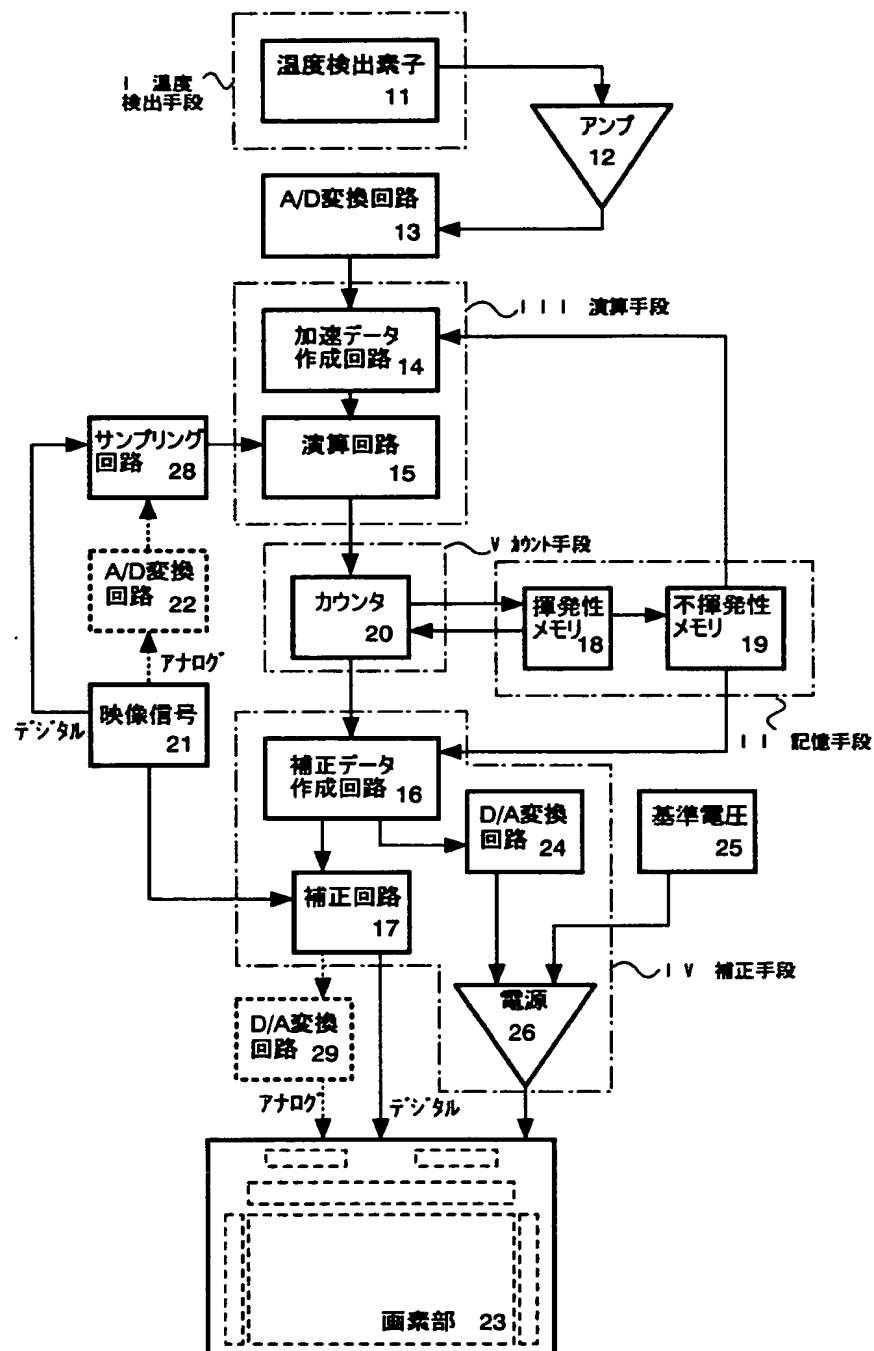 温度検出素子
11
I 温度
検出手段
アンプ
12
A/D変換回路
13
I I I 演算手段
加速データ
作成回路
14
サンプリング
回路
28
演算回路
15
V カウント手段
A/D変換
回路
22
カウンタ
20
揮発性
メモリ
18
不揮発性
メモリ
19
アナログ
デジタル
映像信号
21
I I 記憶手段
補正データ
作成回路
16
D/A変換
回路
24
基準電圧
25
補正回路
17
I V 補正手段
電源
26
D/A変換
回路
29
アナログ
デジタル
画素部 23